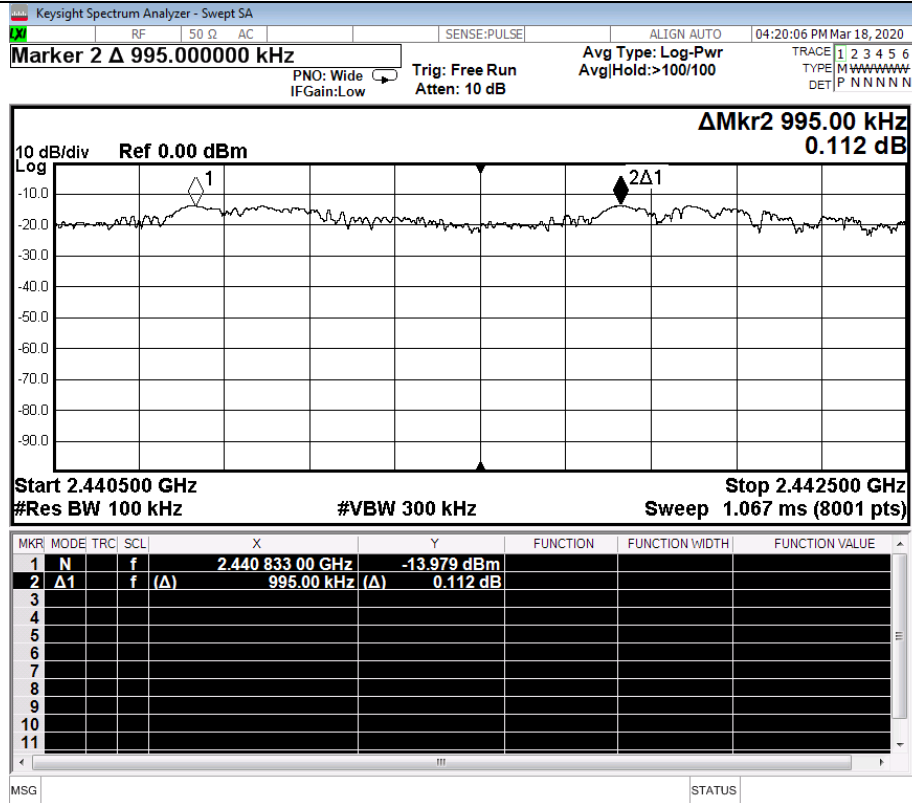 Keysight Spectrum Analyzer - Swept SA
LXI RF 50 Ω AC SENSE:PULSE ALIGN AUTO 04:20:06 PM Mar 18, 2020
Marker 2 Δ 995.000000 kHz
PNO: Wide
IFGain:Low
Trig: Free Run
Atten: 10 dB
Avg Type: Log-Pwr
Avg|Hold:>100/100
TRACE 1 2 3 4 5 6
TYPE M WWWWW
DET P N N N N N
ΔMkr2 995.00 kHz
0.112 dB
10 dB/div Ref 0.00 dBm
Log
-10.0
-20.0
-30.0
-40.0
-50.0
-60.0
-70.0
-80.0
-90.0
1
2Δ1
Start 2.440500 GHz Stop 2.442500 GHz
#Res BW 100 kHz #VBW 300 kHz Sweep 1.067 ms (8001 pts)
MKR MODE TRC SCL X Y FUNCTION FUNCTION WIDTH FUNCTION VALUE
1 N f 2.440 833 00 GHz -13.979 dBm
2 Δ1 f (Δ) 995.00 kHz (Δ) 0.112 dB
3
4
5
6
7
8
9
10
11
MSG STATUS